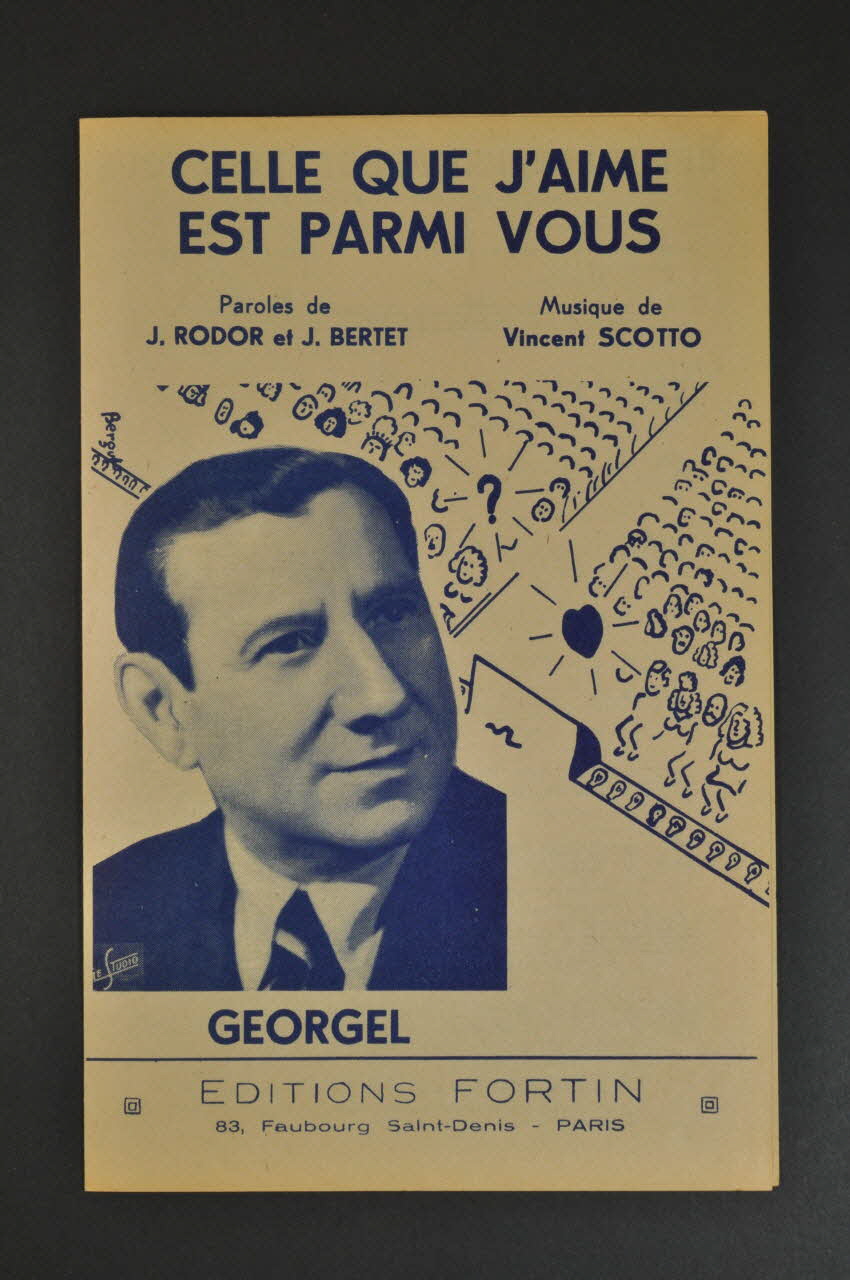 CELLE QUE J'AIME
EST PARMI VOUS
Paroles de
J. RODOR et J. BERTET
Musique de
Vincent SCOTTO
?
STUDIO
GEORGEL
EDITIONS FORTIN
83, Faubourg Saint-Denis - PARIS